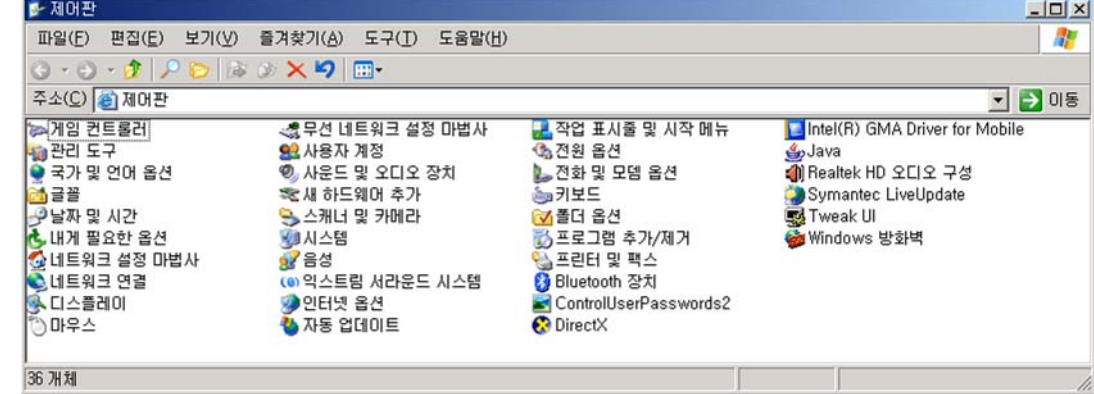 제어판
파일(F) 편집(E) 보기(V) 즐겨찾기(A) 도구(T) 도움말(H)
주소(C) 제어판 이동
게임 컨트롤러
관리 도구
국가 및 언어 옵션
글꼴
날짜 및 시간
내게 필요한 옵션
네트워크 설정 마법사
네트워크 연결
디스플레이
마우스
무선 네트워크 설정 마법사
사용자 계정
사운드 및 오디오 장치
새 하드웨어 추가
스캐너 및 카메라
시스템
음성
익스트림 서라운드 시스템
인터넷 옵션
자동 업데이트
작업 표시줄 및 시작 메뉴
전원 옵션
전화 및 모뎀 옵션
키보드
폴더 옵션
프로그램 추가/제거
프린터 및 팩스
Bluetooth 장치
ControlUserPasswords2
DirectX
Intel(R) GMA Driver for Mobile
Java
Realtek HD 오디오 구성
Symantec LiveUpdate
Tweak UI
Windows 방화벽
36 개체